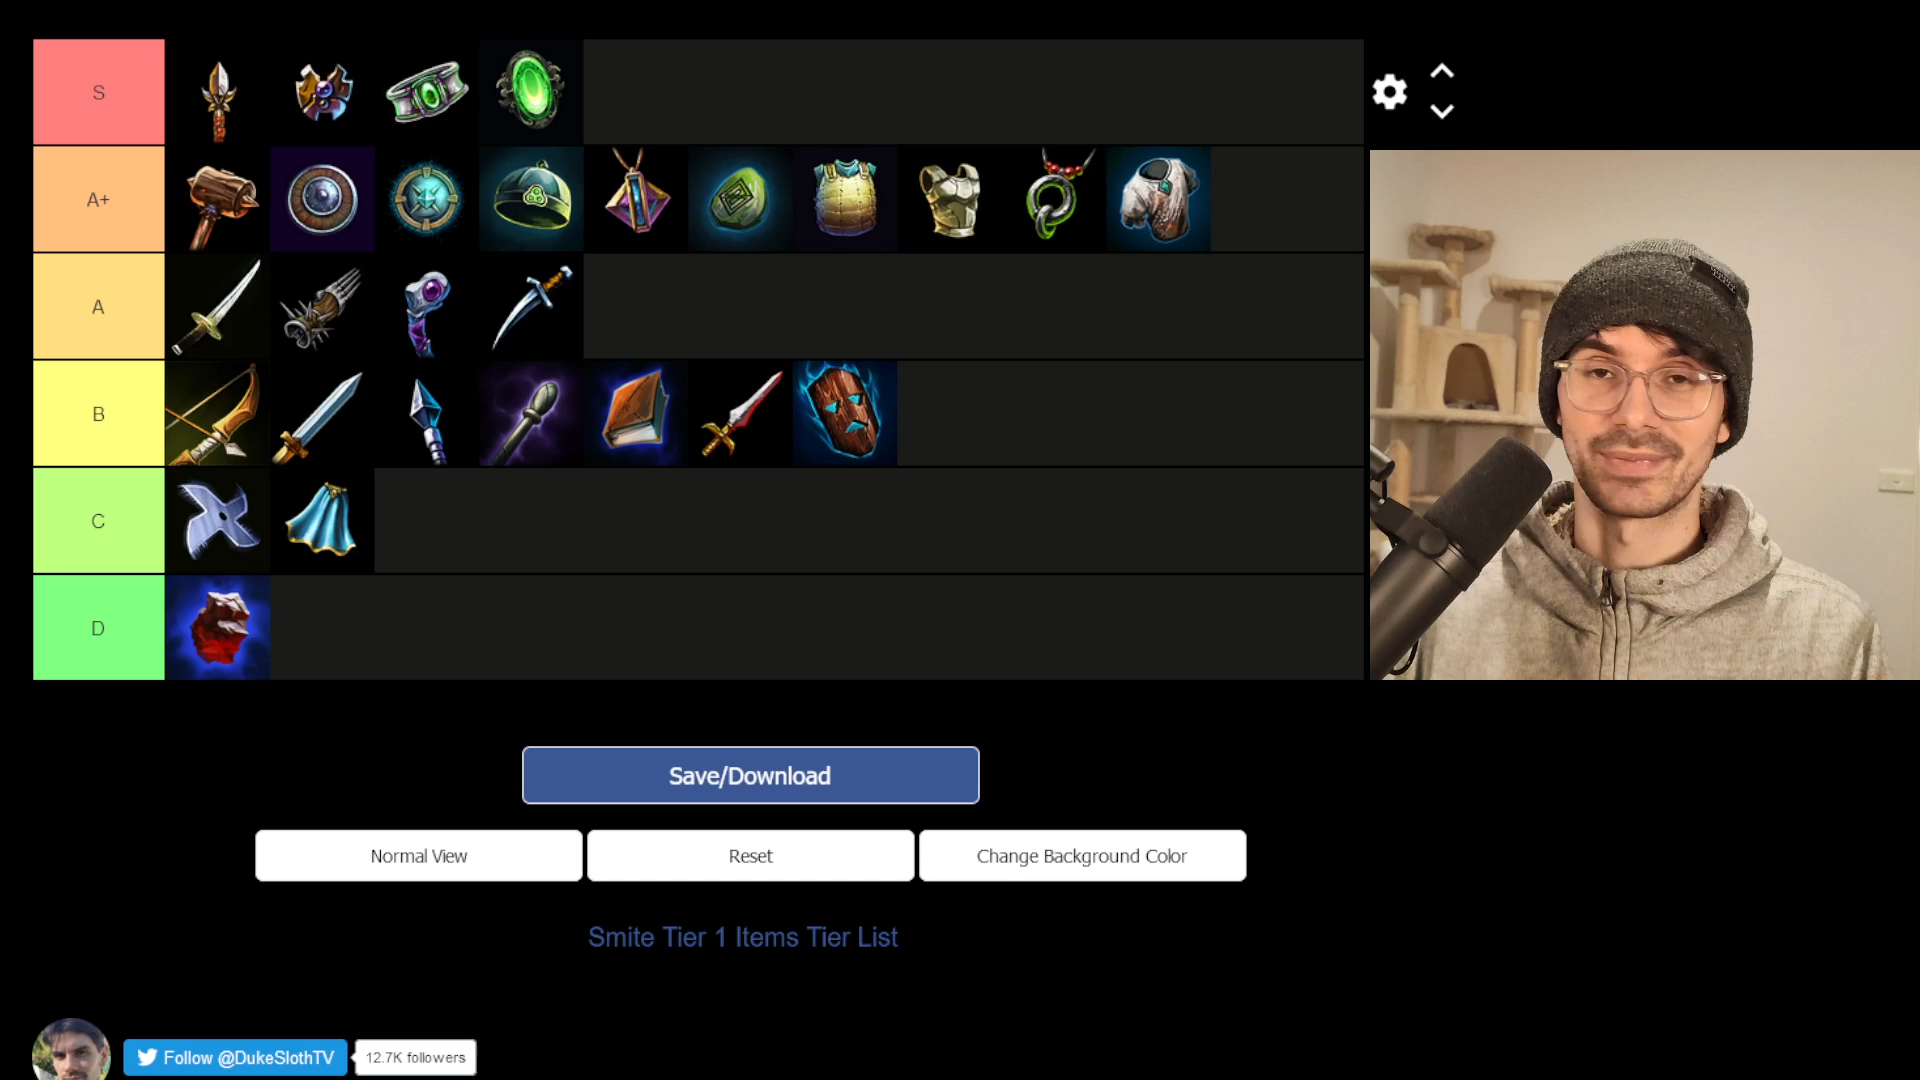 S
A+
A
B
C
D
Save/Download
Normal View
Reset
Change Background Color
Smite Tier 1 Items Tier List
Follow @DukeSlothTV
12.7K followers